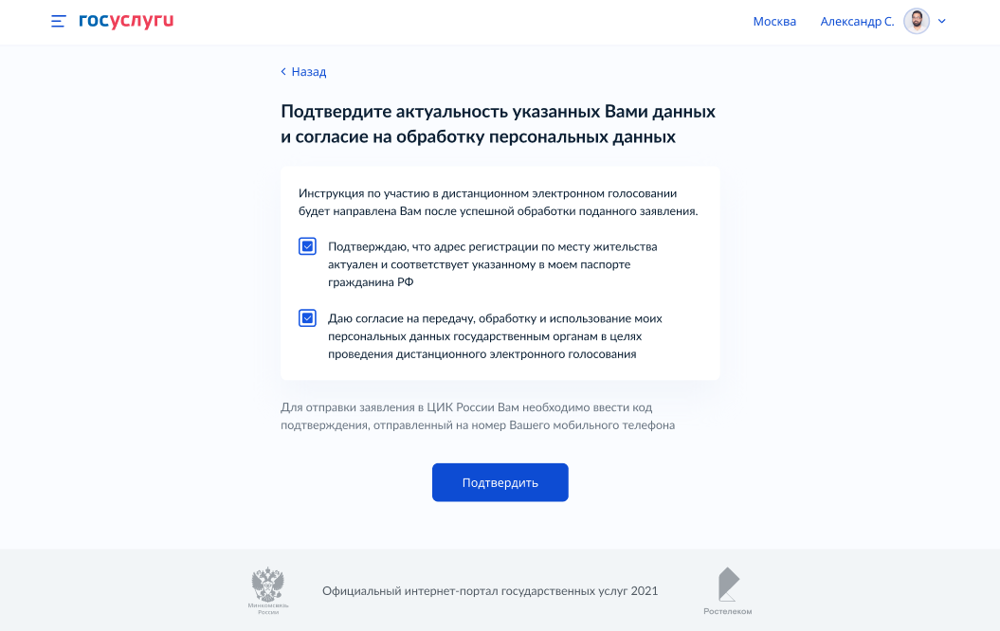 госуслуги
Москва
Александр С.
Назад
Подтвердите актуальность указанных Вами данных
и согласие на обработку персональных данных
Инструкция по участию в дистанционном электронном голосовании
будет направлена Вам после успешной обработки поданного заявления.
Подтверждаю, что адрес регистрации по месту жительства
актуален и соответствует указанному в моем паспорте
гражданина РФ
Даю согласие на передачу, обработку и использование моих
персональных данных государственным органам в целях
проведения дистанционного электронного голосования
Для отправки заявления в ЦИК России Вам необходимо ввести код
подтверждения, отправленный на номер Вашего мобильного телефона
Подтвердить
Минкомсвязь
России
Официальный интернет-портал государственных услуг 2021
Ростелеком